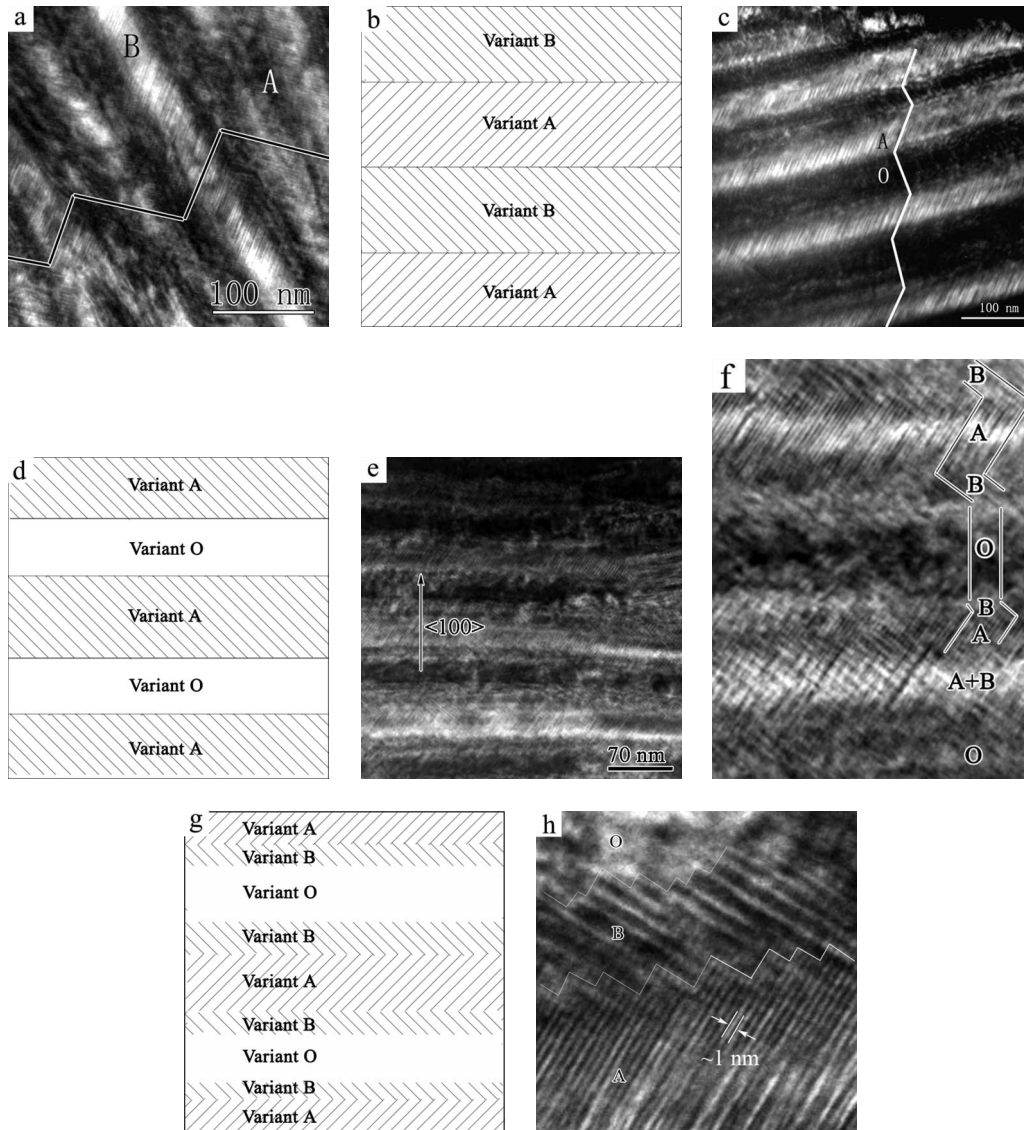 a
B
A
100 nm
b
Variant B
Variant A
Variant B
Variant A
c
A
O
100 nm
d
Variant A
Variant O
Variant A
Variant O
Variant A
e
<100>
70 nm
f
B
A
B
O
B
A
A+B
O
g
Variant A
Variant B
Variant O
Variant B
Variant A
Variant B
Variant O
Variant B
Variant A
h
O
B
~1 nm
A